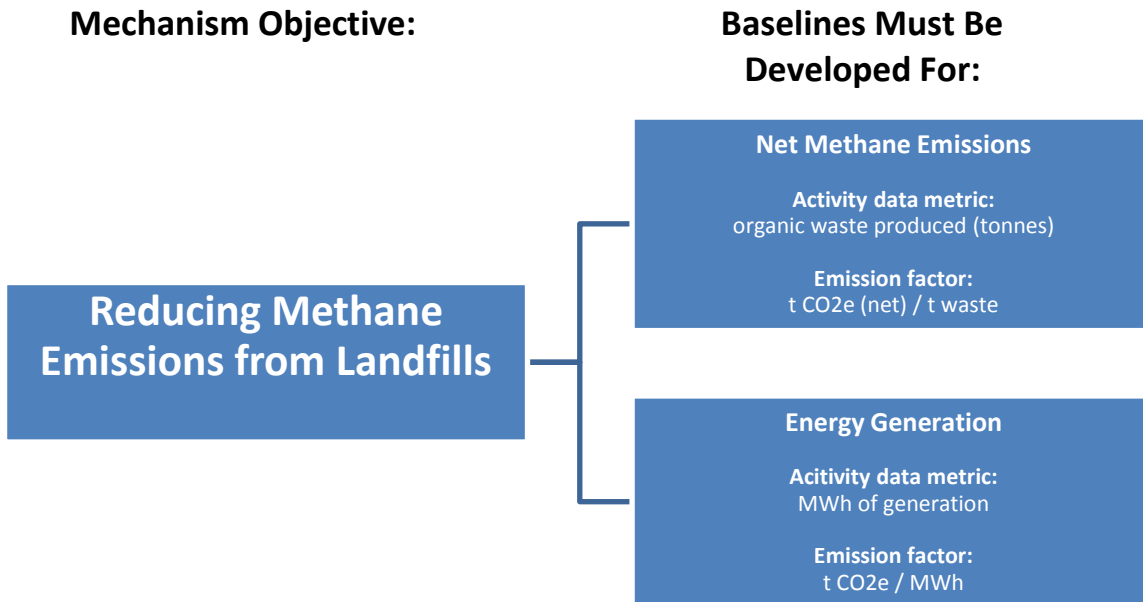 Mechanism Objective:
Baselines Must Be
Developed For:
Reducing Methane
Emissions from Landfills
Net Methane Emissions
Activity data metric:
organic waste produced (tonnes)
Emission factor:
t CO2e (net) / t waste
Energy Generation
Acitivity data metric:
MWh of generation
Emission factor:
t CO2e / MWh